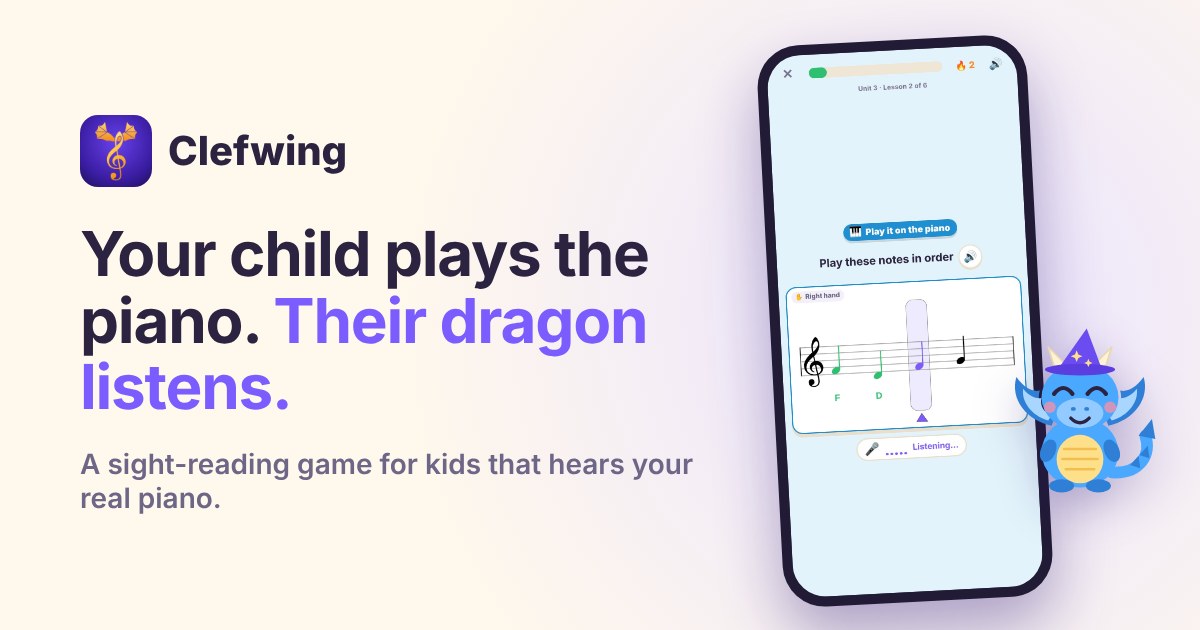 Clefwing
Your child plays the
piano. Their dragon
listens.
A sight-reading game for kids that hears your
real piano.
2
Unit 3 · Lesson 2 of 6
Play it on the piano
Play these notes in order
Right hand
F D
Listening...